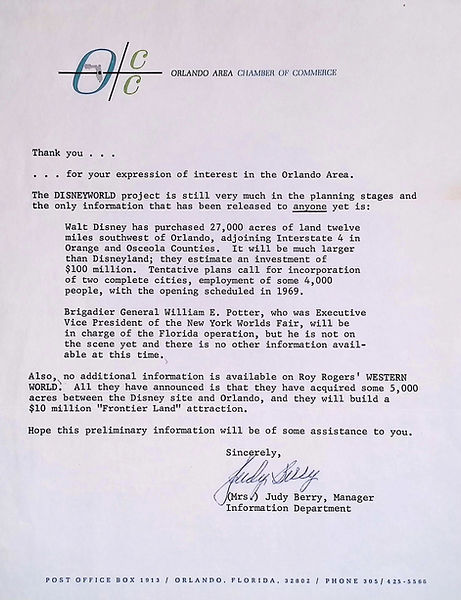 O C C
ORLANDO AREA CHAMBER OF COMMERCE
Thank you . . .
. . . for your expression of interest in the Orlando Area.
The DISNEYWORLD project is still very much in the planning stages and
the only information that has been released to anyone yet is:
Walt Disney has purchased 27,000 acres of land twelve
miles southwest of Orlando, adjoining Interstate 4 in
Orange and Osceola Counties. It will be much larger
than Disneyland; they estimate an investment of
$100 million. Tentative plans call for incorporation
of two complete cities, employment of some 4,000
people, with the opening scheduled in 1969.
Brigadier General William E. Potter, who was Executive
Vice President of the New York Worlds Fair, will be
in charge of the Florida operation, but he is not on
the scene yet and there is no other information avail-
able at this time.
Also, no additional information is available on Roy Rogers' WESTERN
WORLD. All they have announced is that they have acquired some 5,000
acres between the Disney site and Orlando, and they will build a
$10 million "Frontier Land" attraction.
Hope this preliminary information will be of some assistance to you.
Sincerely,
Judy Berry
(Mrs.) Judy Berry, Manager
Information Department
POST OFFICE BOX 1913 / ORLANDO, FLORIDA, 32802 / PHONE 305/425-5566